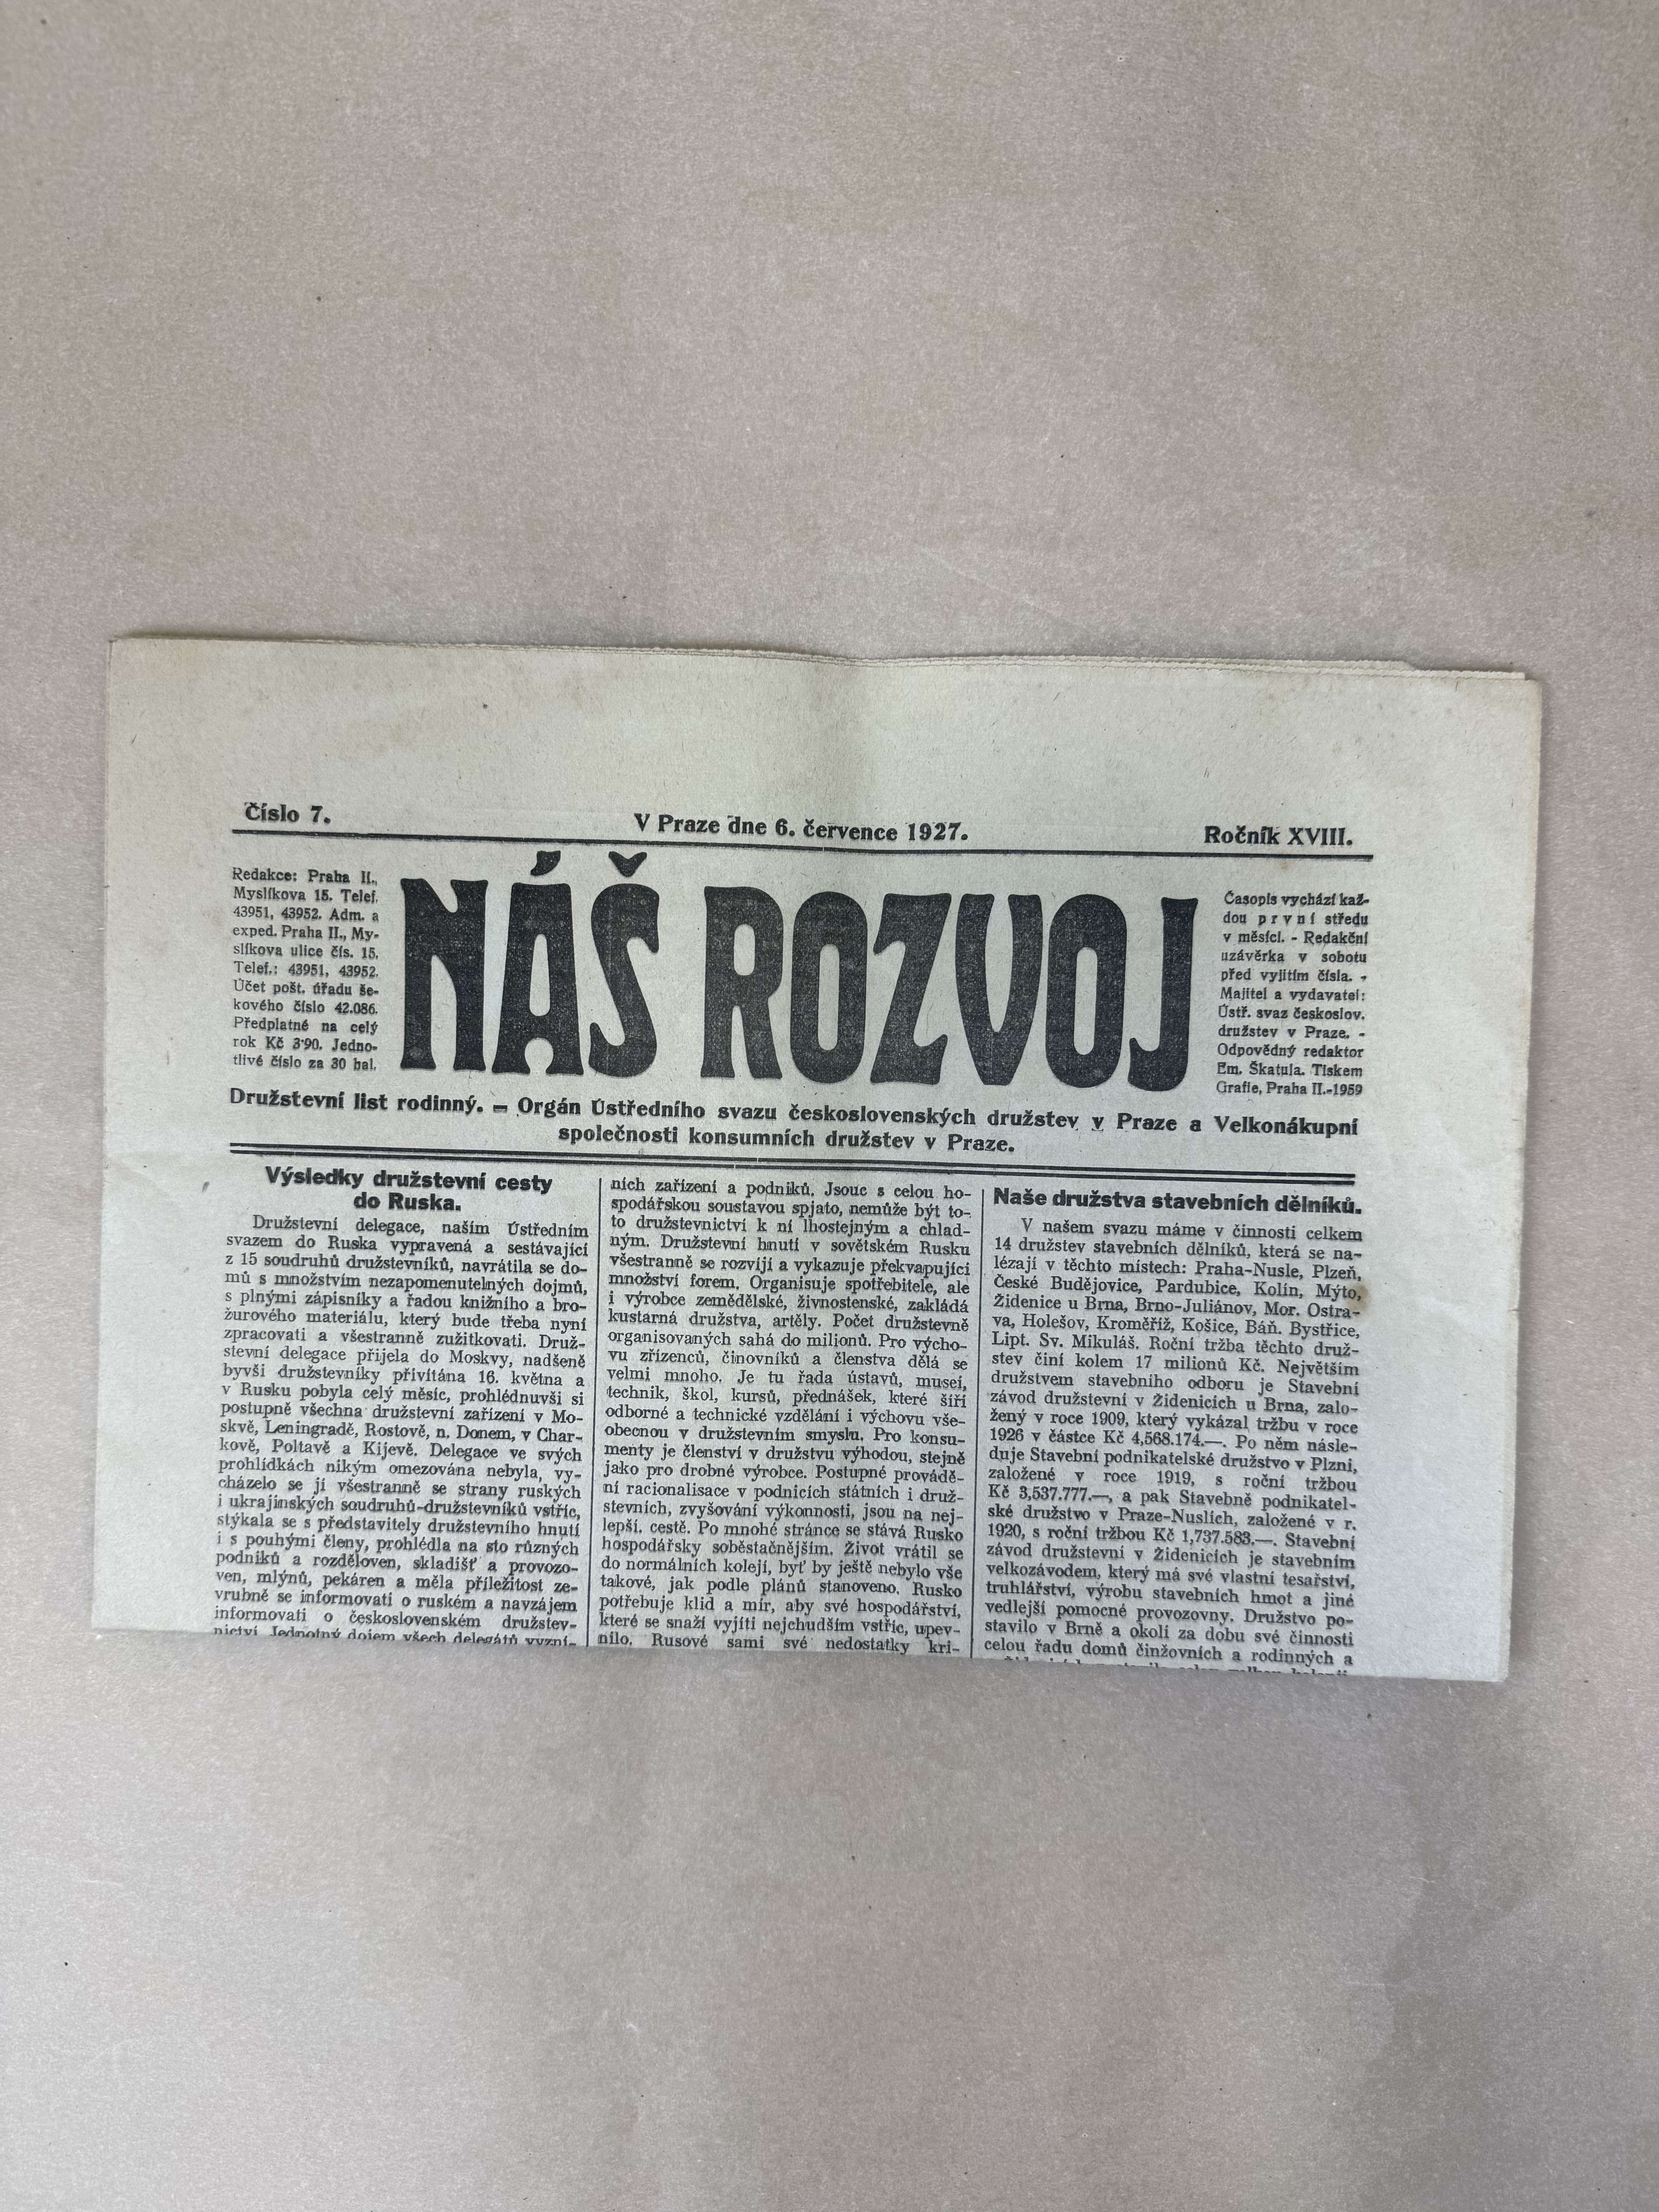 Číslo 7.
V Praze dne 6. července 1927.
Ročník XVIII.
Redakce: Praha II.,
Myslíkova 15. Telef.
43951, 43952. Adm. a
exped. Praha II., My-
slíkova ulice čís. 15.
Telef.: 43951, 43952.
Účet pošt. úřadu še-
kového číslo 42.086.
Předplatné na celý
rok Kč 3·90. Jedno-
tlivé číslo za 30 hal.
NÁŠ ROZVOJ
Časopis vychází kaž-
dou první středu
v měsíci. - Redakční
uzávěrka v sobotu
před vyjitím čísla. -
Majitel a vydavatel:
Ústř. svaz českoslov.
družstev v Praze. -
Odpovědný redaktor
Em. Škatula. Tiskem
Grafie, Praha II.-1959
Družstevní list rodinný. — Orgán Ústředního svazu československých družstev v Praze a Velkonákupní
společnosti konsumních družstev v Praze.
Výsledky družstevní cesty
do Ruska.
Družstevní delegace, naším Ústředním
svazem do Ruska vypravená a sestávající
z 15 soudruhů družstevníků, navrátila se do-
mů s množstvím nezapomenutelných dojmů,
s plnými zápisníky a řadou knižního a bro-
žurového materiálu, který bude třeba nyní
zpracovati a všestranně zužitkovati. Druž-
stevní delegace přijela do Moskvy, nadšeně
byvši družstevníky přivítána 16. května a
v Rusku pobyla celý měsíc, prohlédnuvši si
postupně všechna družstevní zařízení v Mo-
skvě, Leningradě, Rostově, n. Donem, v Char-
kově, Poltavě a Kijevě. Delegace ve svých
prohlídkách nikým omezována nebyla, vy-
cházelo se jí všestranně se strany ruských
i ukrajinských soudruhů-družstevníků vstříc,
stýkala se s představiteli družstevního hnutí
i s pouhými členy, prohlédla na sto různých
podniků a rozděloven, skladišť a provozo-
ven, mlýnů, pekáren a měla příležitost ze-
vrubně se informovati o ruském a navzájem
informovati o československém družstev-
nictví. Jednotný dojem všech delegátů vyzní-
ních zařízení a podniků. Jsouc s celou ho-
spodářskou soustavou spjato, nemůže být to-
to družstevnictví k ní lhostejným a chlad-
ným. Družstevní hnutí v sovětském Rusku
všestranně se rozvíjí a vykazuje překvapující
množství forem. Organisuje spotřebitele, ale
i výrobce zemědělské, živnostenské, zakládá
kustarná družstva, artěly. Počet družstevně
organisovaných sahá do milionů. Pro výcho-
vu zřízenců, činovníků a členstva dělá se
velmi mnoho. Je tu řada ústavů, museí,
technik, škol, kursů, přednášek, které šíří
odborné a technické vzdělání i výchovu vše-
obecnou v družstevním smyslu. Pro konsu-
menty je členství v družstvu výhodou, stejně
jako pro drobné výrobce. Postupné prováde-
ní racionalisace v podnicích státních i druž-
stevních, zvyšování výkonnosti, jsou na nej-
lepší. cestě. Po mnohé stránce se stává Rusko
hospodářsky soběstačnějším. Život vrátil se
do normálních kolejí, byť by ještě nebylo vše
takové, jak podle plánů stanoveno. Rusko
potřebuje klid a mír, aby své hospodářství,
které se snaží vyjíti nejchudším vstříc, upev-
nilo. Rusové sami své nedostatky kri-
Naše družstva stavebních dělníků.
V našem svazu máme v činnosti celkem
14 družstev stavebních dělníků, která se na-
lézají v těchto místech: Praha-Nusle, Plzeň,
České Budějovice, Pardubice, Kolín, Mýto,
Židenice u Brna, Brno-Juliánov, Mor. Ostra-
va, Holešov, Kroměříž, Košice, Báň. Bystřice,
Lipt. Sv. Mikuláš. Roční tržba těchto druž-
stev činí kolem 17 milionů Kč. Největším
družstvem stavebního odboru je Stavební
závod družstevní v Židenicích u Brna, zalo-
žený v roce 1909, který vykázal tržbu v roce
1926 v částce Kč 4,568.174.—. Po něm násle-
duje Stavební podnikatelské družstvo v Plzni,
založené v roce 1919, s roční tržbou
Kč 3,537.777.—, a pak Stavebně podnikatel-
ské družstvo v Praze-Nuslích, založené v r.
1920, s roční tržbou Kč 1,737.583.—. Stavební
závod družstevní v Židenicích je stavebním
velkozávodem, který má své vlastní tesařství,
truhlářství, výrobu stavebních hmot a jiné
vedlejší pomocné provozovny. Družstvo po-
stavilo v Brně a okolí za dobu své činnosti
celou řadu domů činžovních a rodinných a